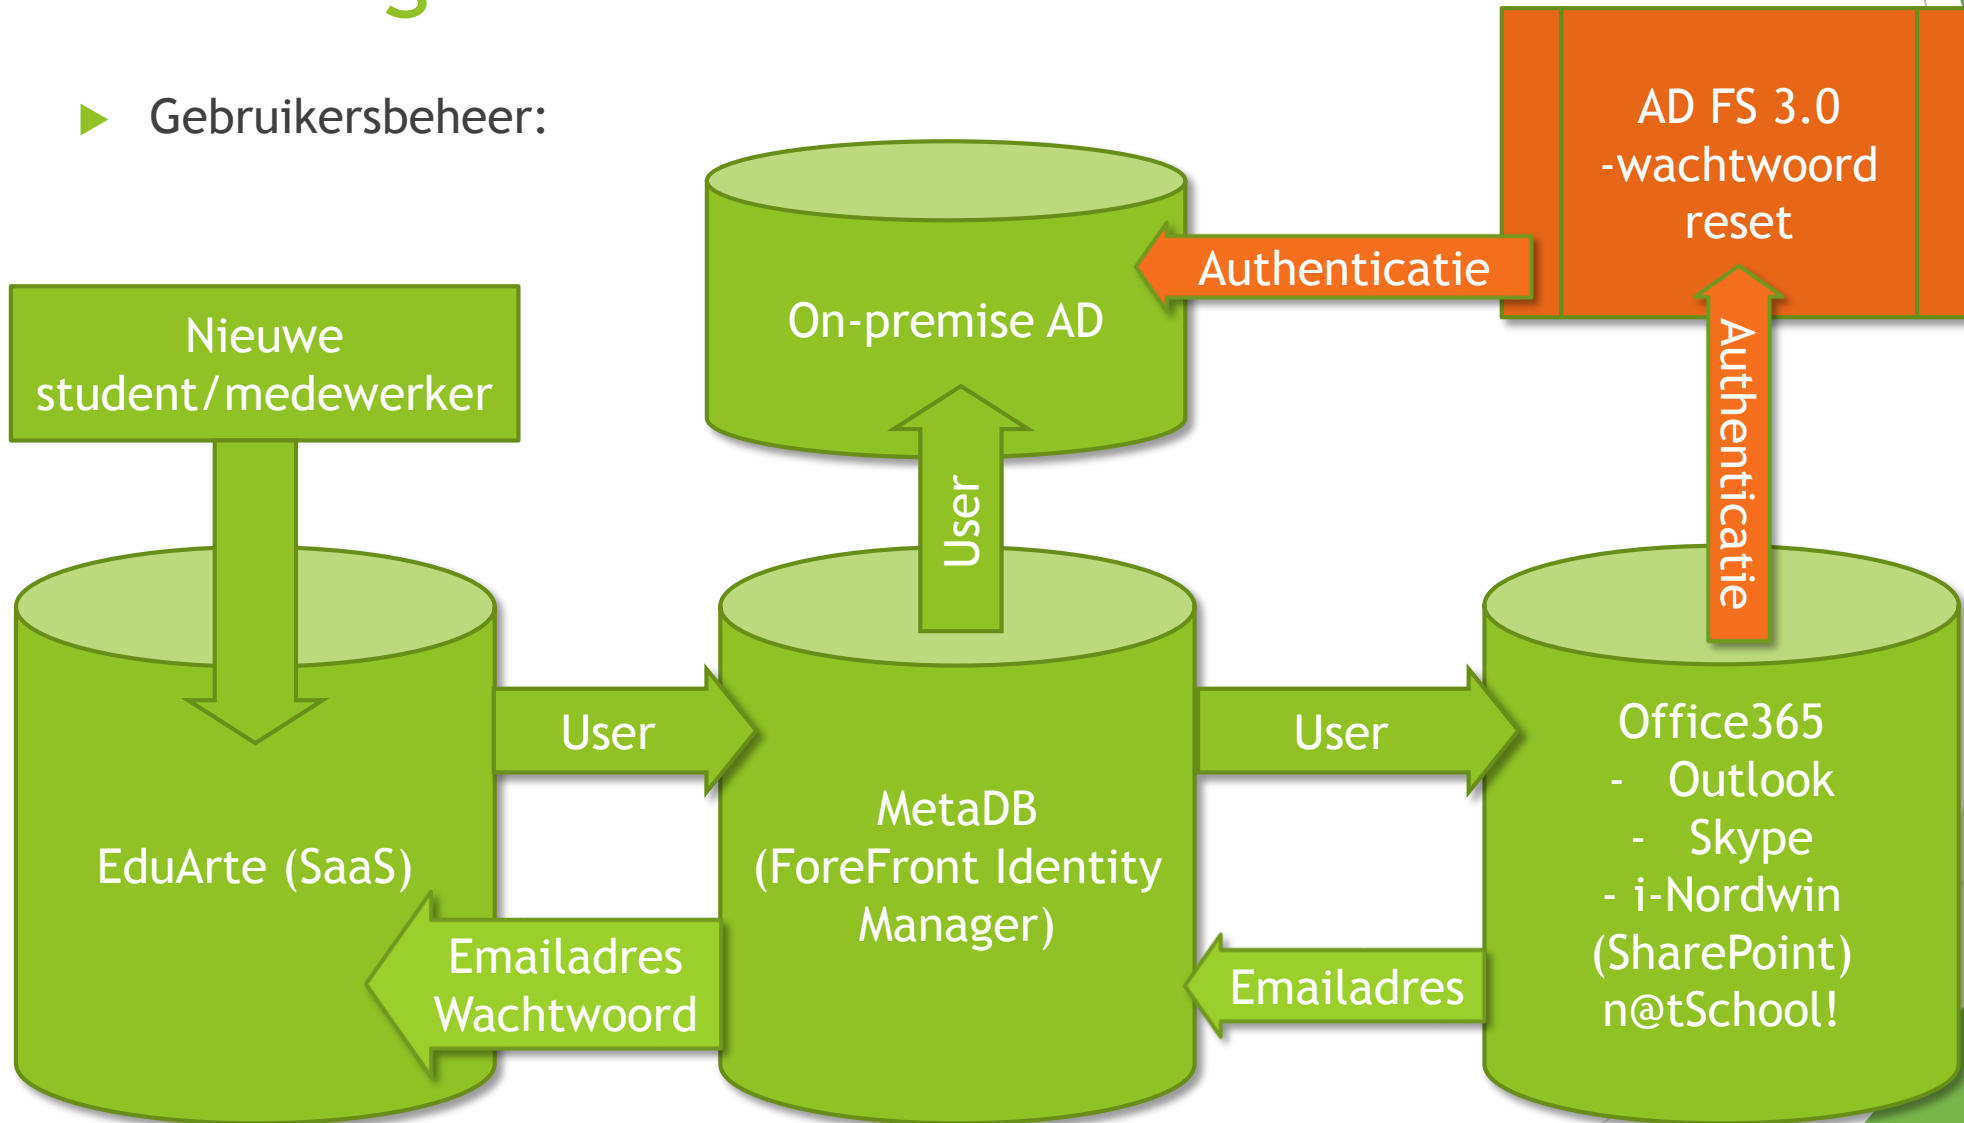 Gebruikersbeheer:
AD FS 3.0
-wachtwoord
reset
Authenticatie
On-premise AD
Nieuwe
student/medewerker
Authenticatie
User
User
User
EduArte (SaaS)
MetaDB
(ForeFront Identity
Manager)
Office365
- Outlook
- Skype
- i-Nordwin
(SharePoint)
n@tSchool!
Emailadres
Wachtwoord
Emailadres